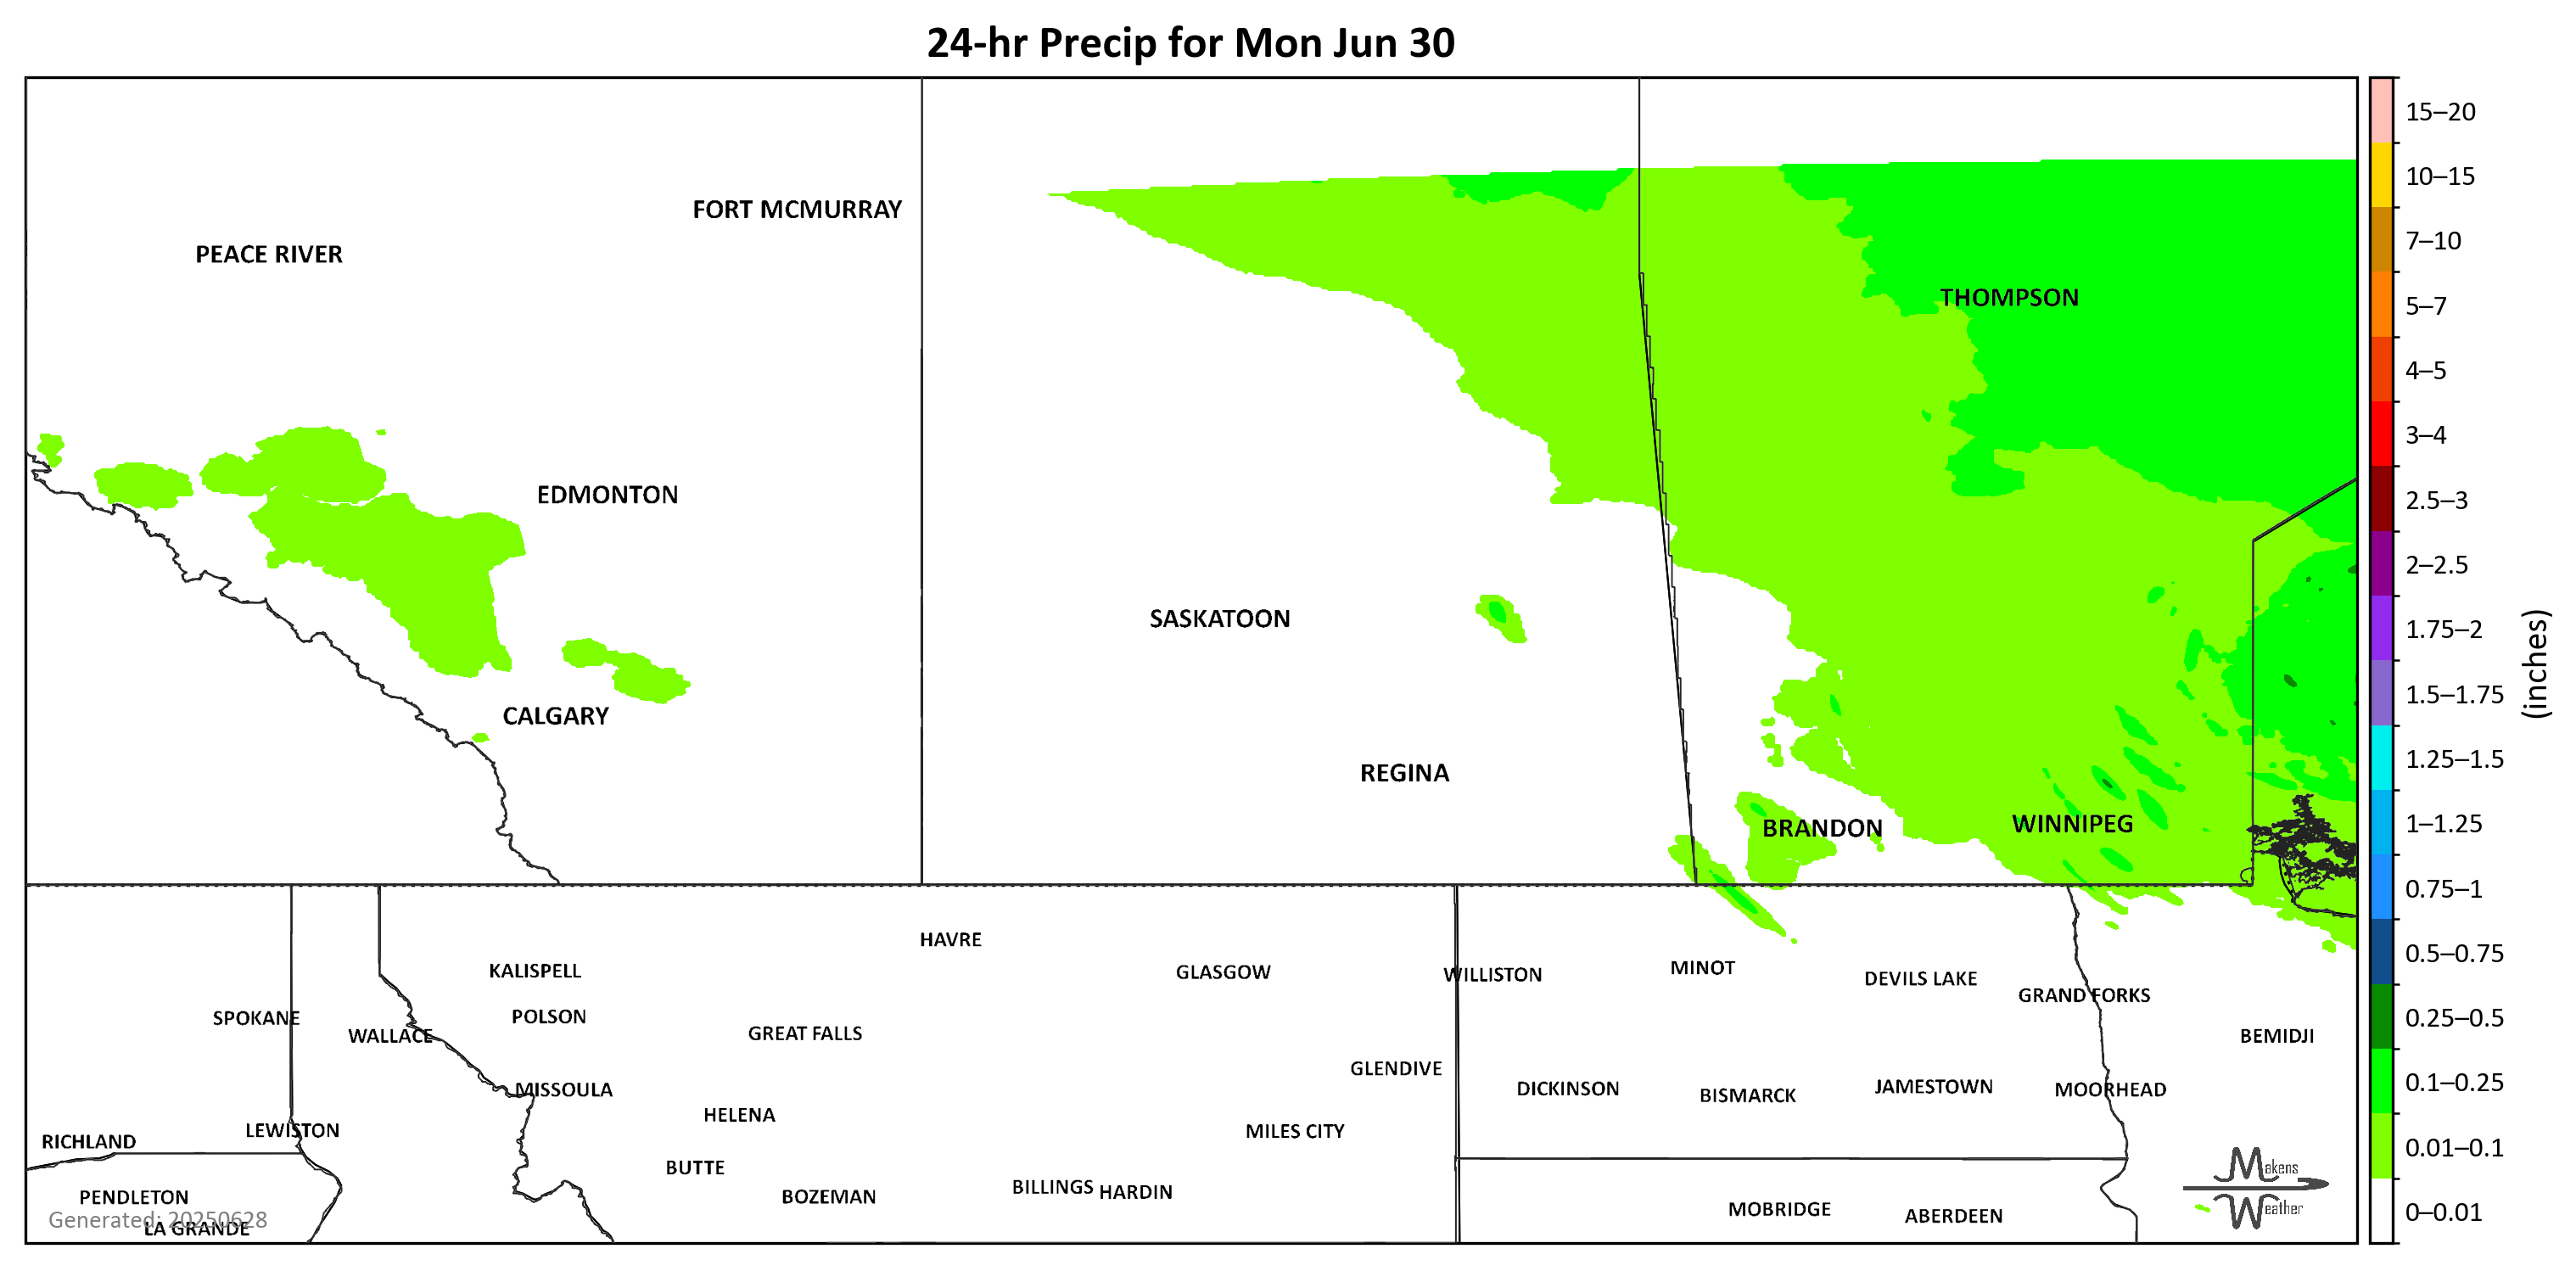 24-hr Precip for Mon Jun 30
FORT MCMURRAY
PEACE RIVER
THOMPSON
EDMONTON
SASKATOON
CALGARY
REGINA
BRANDON
WINNIPEG
HAVRE
KALISPELL
GLASGOW
WILLISTON
MINOT
DEVILS LAKE
GRAND FORKS
SPOKANE
POLSON
WALLACE
GREAT FALLS
BEMIDJI
GLENDIVE
MISSOULA
DICKINSON
BISMARCK
JAMESTOWN
MOORHEAD
HELENA
LEWISTON
RICHLAND
MILES CITY
BUTTE
BOZEMAN
BILLINGS
HARDIN
PENDLETON
MOBRIDGE
ABERDEEN
Generated: 20250628
LA GRANDE
Makens
Weather
15–20
10–15
7–10
5–7
4–5
3–4
2.5–3
2–2.5
1.75–2
1.5–1.75
1.25–1.5
1–1.25
0.75–1
0.5–0.75
0.25–0.5
0.1–0.25
0.01–0.1
0–0.01
(inches)